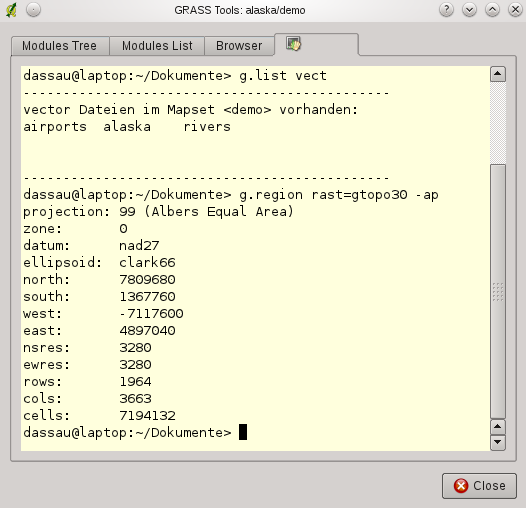 GRASS Tools: alaska/demo
Modules Tree Modules List Browser
dassau@laptop:~/Dokumente> g.list vect
----------------------------------------------
vector Dateien im Mapset <demo> vorhanden:
airports alaska rivers
----------------------------------------------
dassau@laptop:~/Dokumente> g.region rast=gtopo30 -ap
projection: 99 (Albers Equal Area)
zone: 0
datum: nad27
ellipsoid: clark66
north: 7809680
south: 1367760
west: -7117600
east: 4897040
nsres: 3280
ewres: 3280
rows: 1964
cols: 3663
cells: 7194132
dassau@laptop:~/Dokumente>
Close